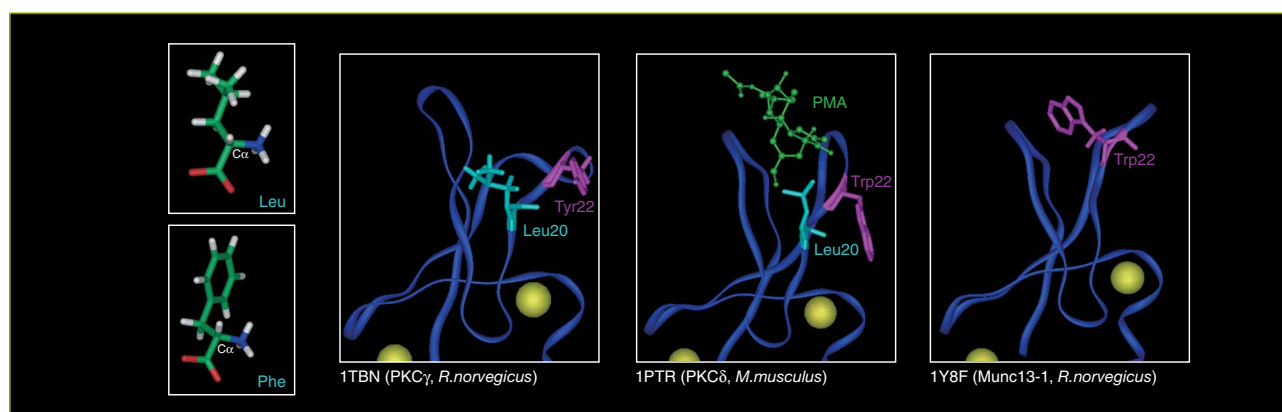 Cα
Leu
Cα
Phe
Tyr22
Leu20
1TBN (PKCγ, R.norvegicus)
PMA
Trp22
Leu20
1PTR (PKCδ, M.musculus)
Trp22
1Y8F (Munc13-1, R.norvegicus)